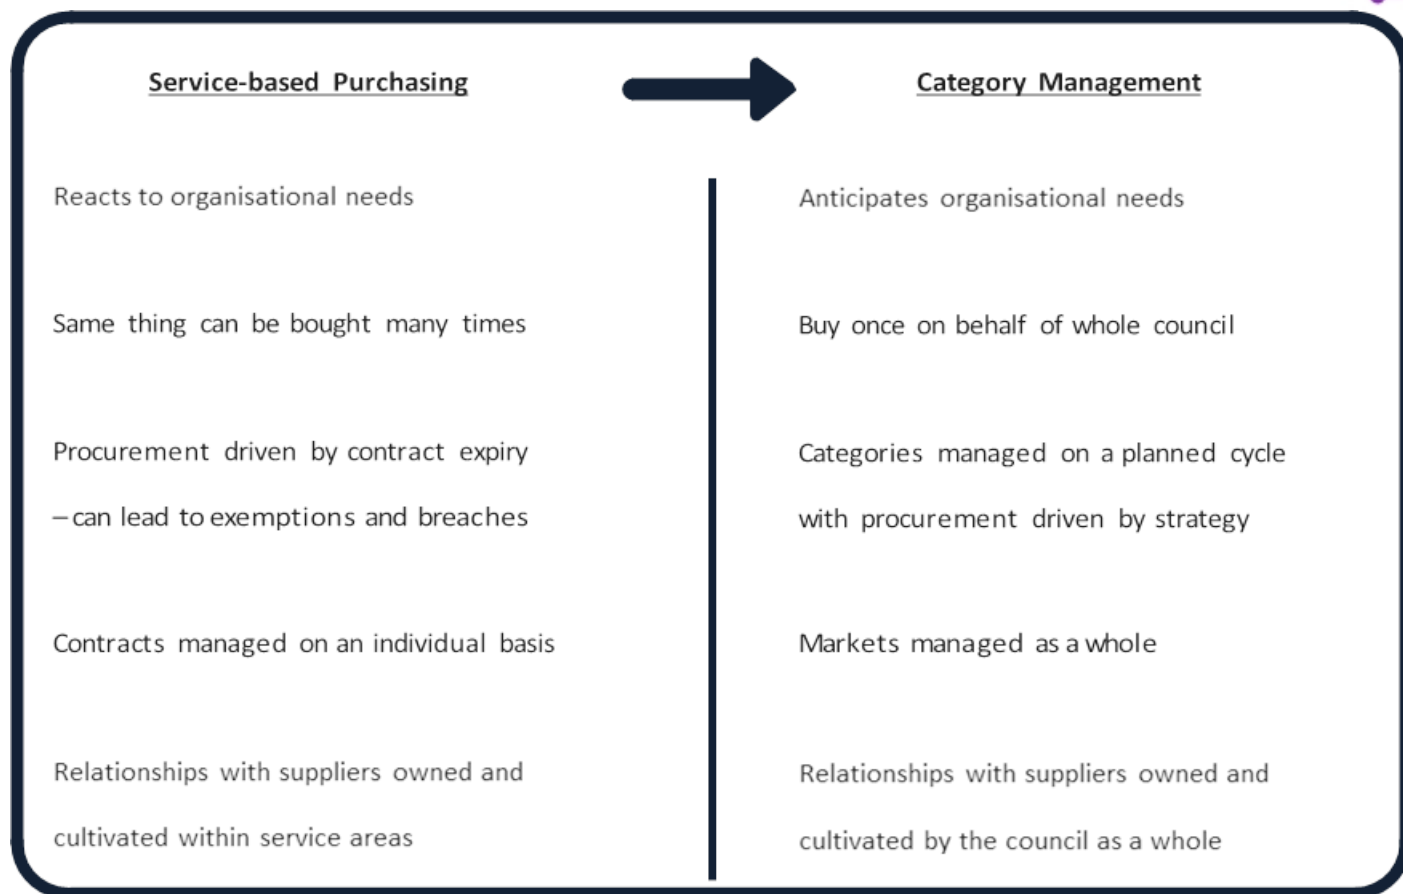 Service-based Purchasing
Category Management
Reacts to organisational needs
Anticipates organisational needs
Same thing can be bought many times
Buy once on behalf of whole council
Procurement driven by contract expiry
– can lead to exemptions and breaches
Categories managed on a planned cycle
with procurement driven by strategy
Contracts managed on an individual basis
Markets managed as a whole
Relationships with suppliers owned and
cultivated within service areas
Relationships with suppliers owned and
cultivated by the council as a whole